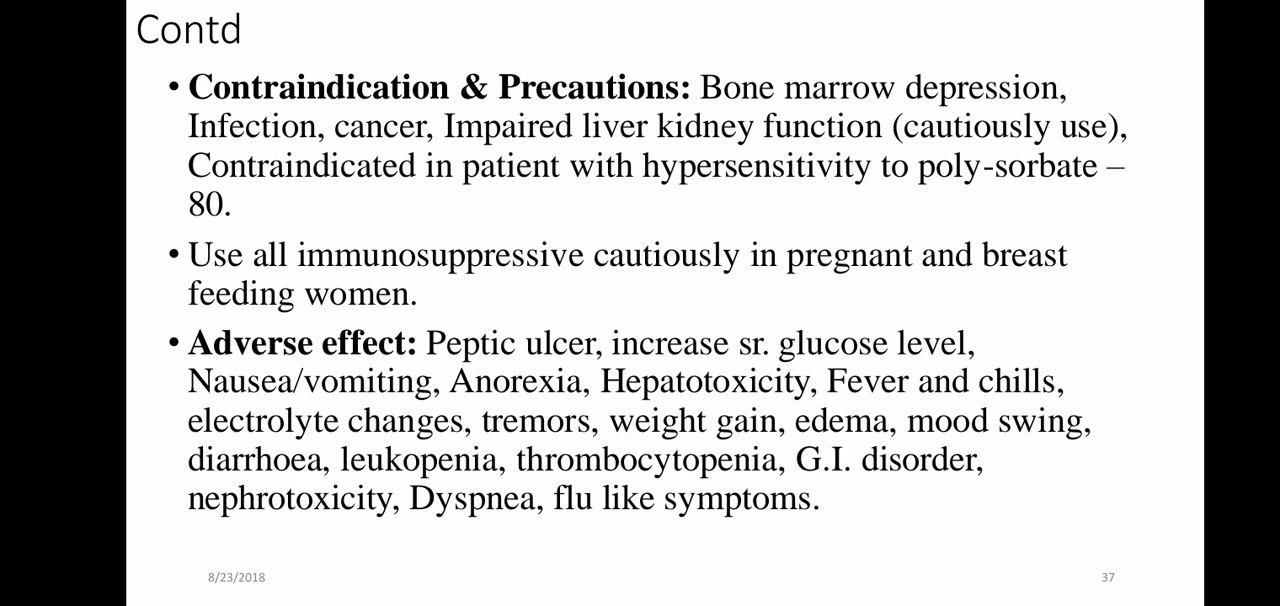 Contd
• Contraindication & Precautions: Bone marrow depression,
Infection, cancer, Impaired liver kidney function (cautiously use),
Contraindicated in patient with hypersensitivity to poly-sorbate –
80.
• Use all immunosuppressive cautiously in pregnant and breast
feeding women.
• Adverse effect: Peptic ulcer, increase sr. glucose level,
Nausea/vomiting, Anorexia, Hepatotoxicity, Fever and chills,
electrolyte changes, tremors, weight gain, edema, mood swing,
diarrhoea, leukopenia, thrombocytopenia, G.I. disorder,
nephrotoxicity, Dyspnea, flu like symptoms.
8/23/2018
37